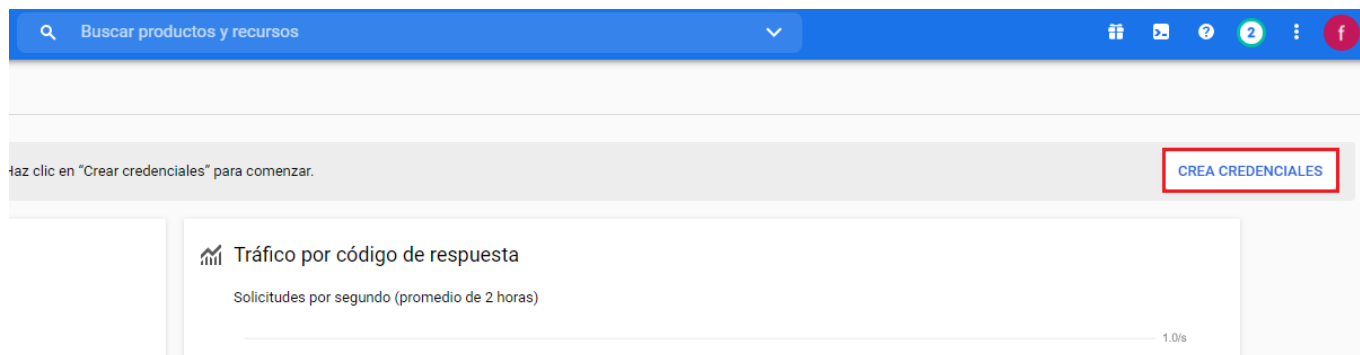 Buscar productos y recursos
2
f
Haz clic en “Crear credenciales” para comenzar.
CREA CREDENCIALES
Tráfico por código de respuesta
Solicitudes por segundo (promedio de 2 horas)
1.0/s